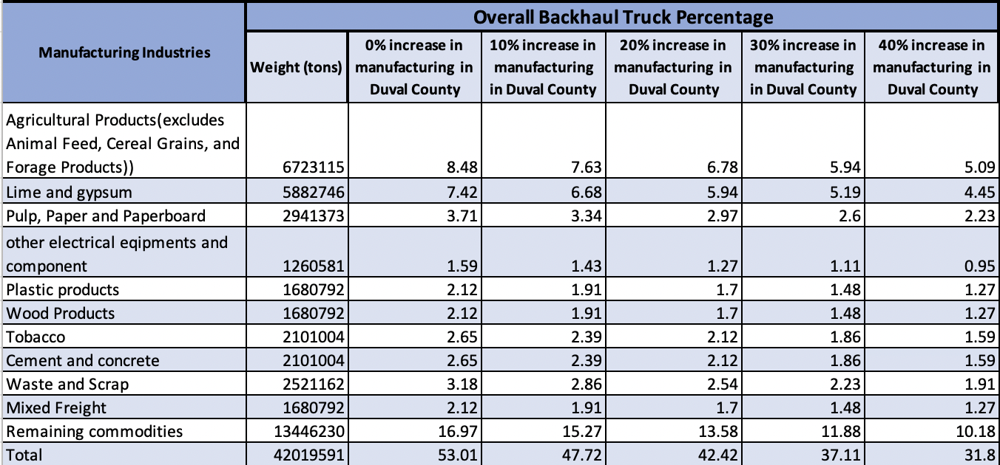 Overall Backhaul Truck Percentage
Manufacturing Industries
Weight (tons)
0% increase in
manufacturing in
Duval County
10% increase in
manufacturing
in Duval County
20% increase in
manufacturing in
Duval County
30% increase in
manufacturing
in Duval County
40% increase in
manufacturing in
Duval County
Agricultural Products(excludes
Animal Feed, Cereal Grains, and
Forage Products)) 6723115 8.48 7.63 6.78 5.94 5.09
Lime and gypsum 5882746 7.42 6.68 5.94 5.19 4.45
Pulp, Paper and Paperboard 2941373 3.71 3.34 2.97 2.6 2.23
other electrical eqipments and
component 1260581 1.59 1.43 1.27 1.11 0.95
Plastic products 1680792 2.12 1.91 1.7 1.48 1.27
Wood Products 1680792 2.12 1.91 1.7 1.48 1.27
Tobacco 2101004 2.65 2.39 2.12 1.86 1.59
Cement and concrete 2101004 2.65 2.39 2.12 1.86 1.59
Waste and Scrap 2521162 3.18 2.86 2.54 2.23 1.91
Mixed Freight 1680792 2.12 1.91 1.7 1.48 1.27
Remaining commodities 13446230 16.97 15.27 13.58 11.88 10.18
Total 42019591 53.01 47.72 42.42 37.11 31.8